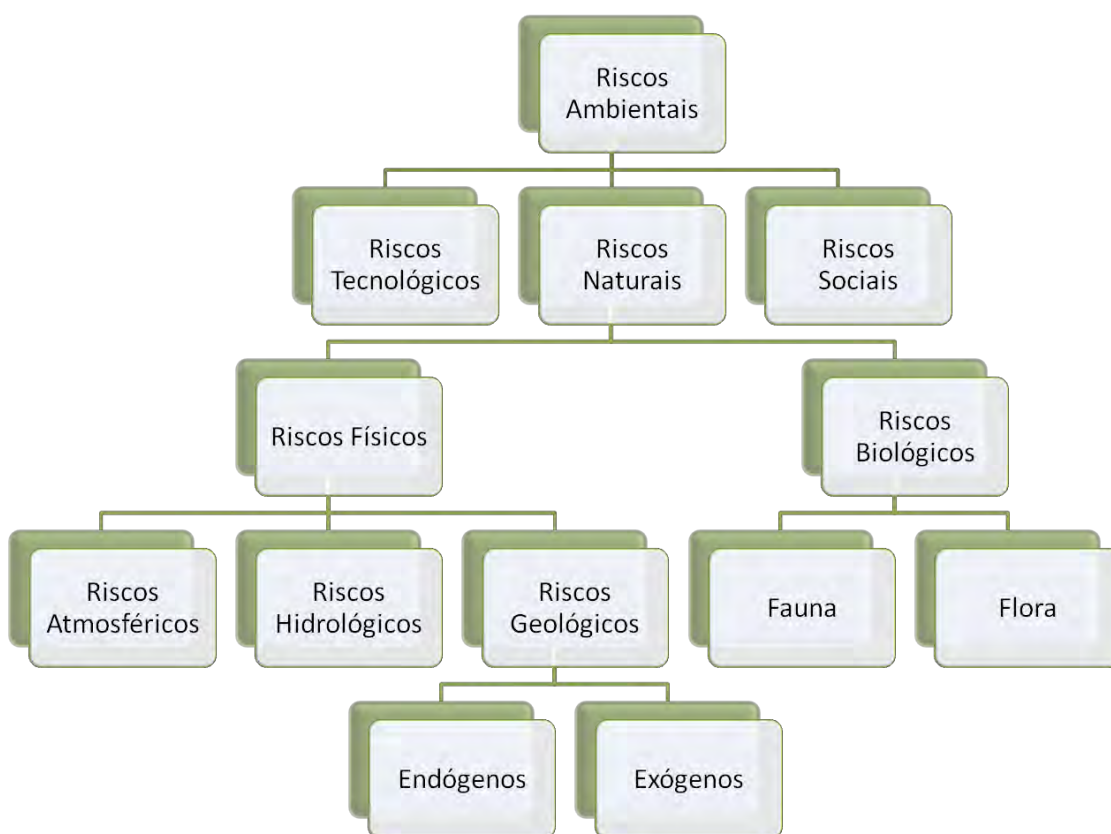 Riscos
Ambientais
Riscos
Tecnológicos
Riscos
Naturais
Riscos
Sociais
Riscos Físicos
Riscos
Biológicos
Riscos
Atmosféricos
Riscos
Hidrológicos
Riscos
Geológicos
Fauna
Flora
Endógenos
Exógenos